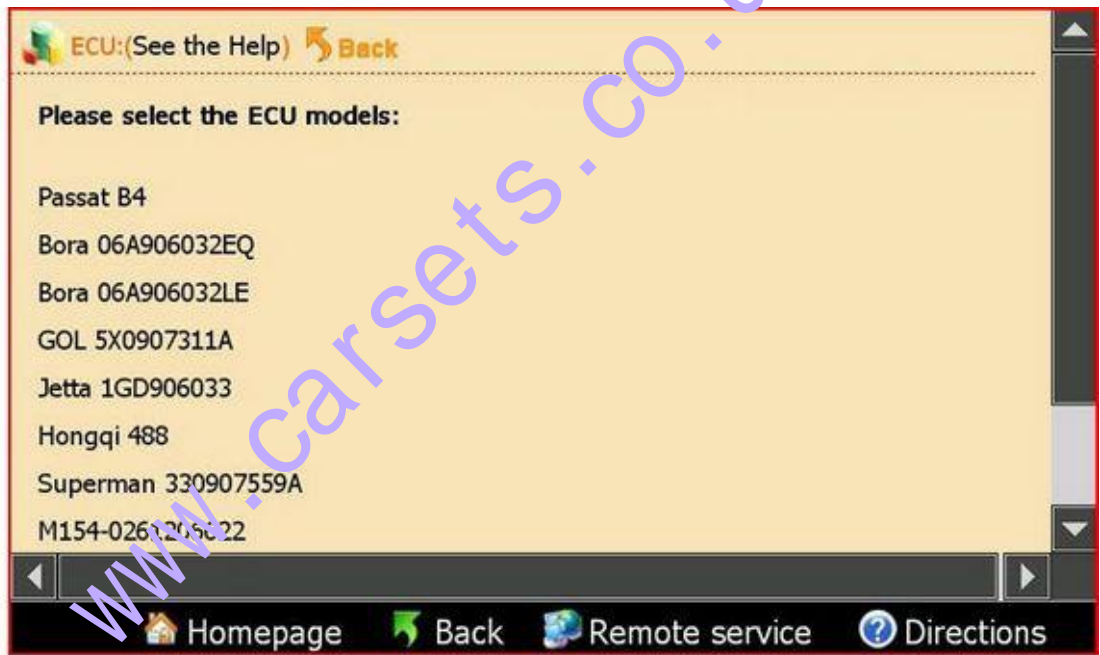 ECU:(See the Help) Back
Please select the ECU models:
Passat B4
Bora 06A906032EQ
Bora 06A906032LE
GOL 5X0907311A
Jetta 1GD906033
Hongqi 488
Superman 330907559A
Homepage Back Remote service Directions
www.carsets.co.